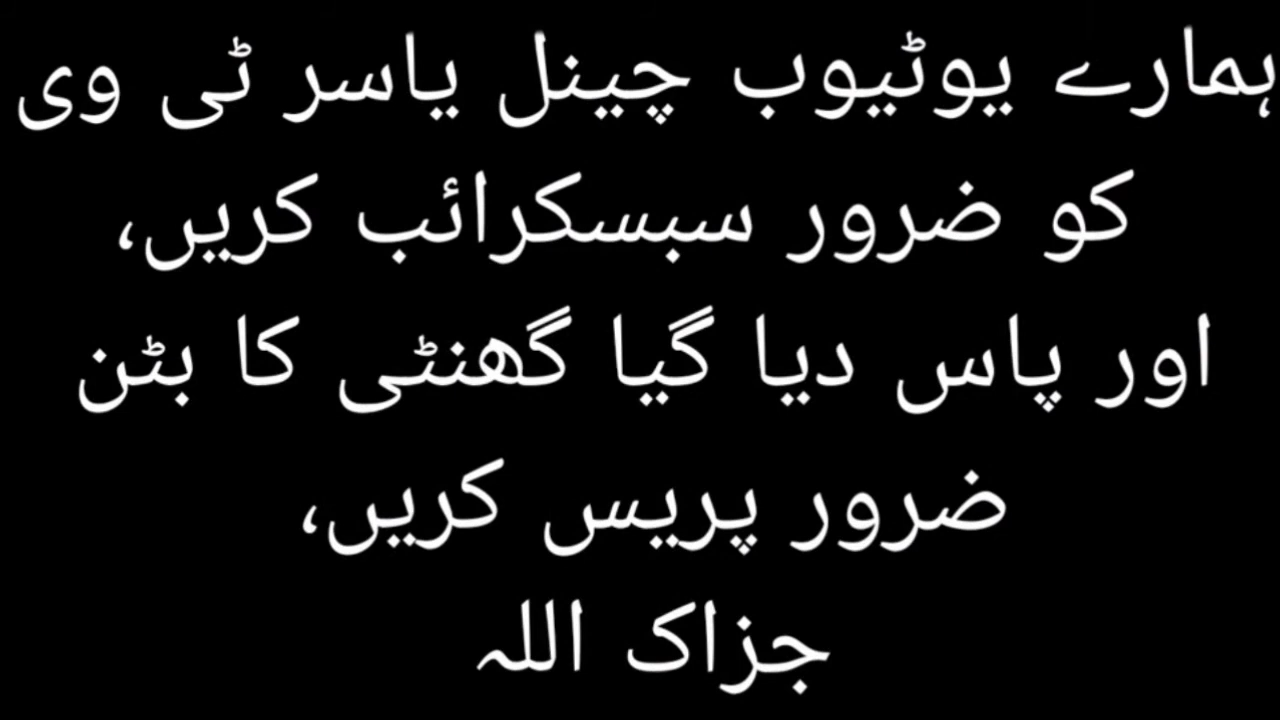 ہمارے یوٹیوب چینل یاسر ٹی وی
کو ضرور سبسکرائب کریں،
اور پاس دیا گیا گھنٹی کا بٹن
ضرور پریس کریں،
جزاک اللہ